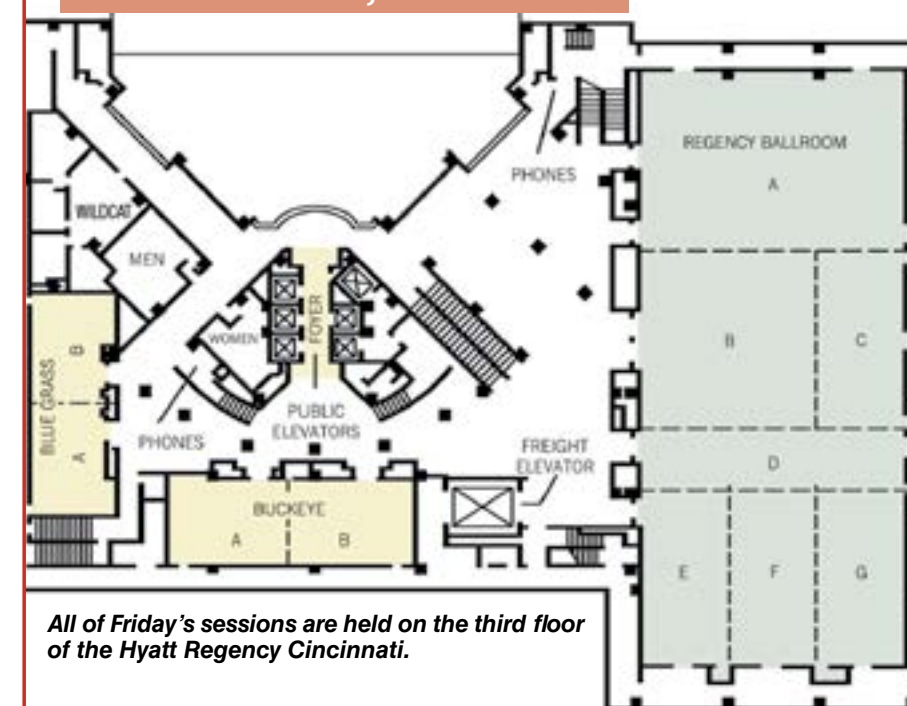 REGENCY BALLROOM
A
PHONES
WILDCAT
MEN
FOYER
WOMEN
B
C
BLUE GRASS
B
A
PUBLIC
ELEVATORS
PHONES
FREIGHT
ELEVATOR
D
BUCKEYE
A
B
E
F
G
All of Friday's sessions are held on the third floor
of the Hyatt Regency Cincinnati.